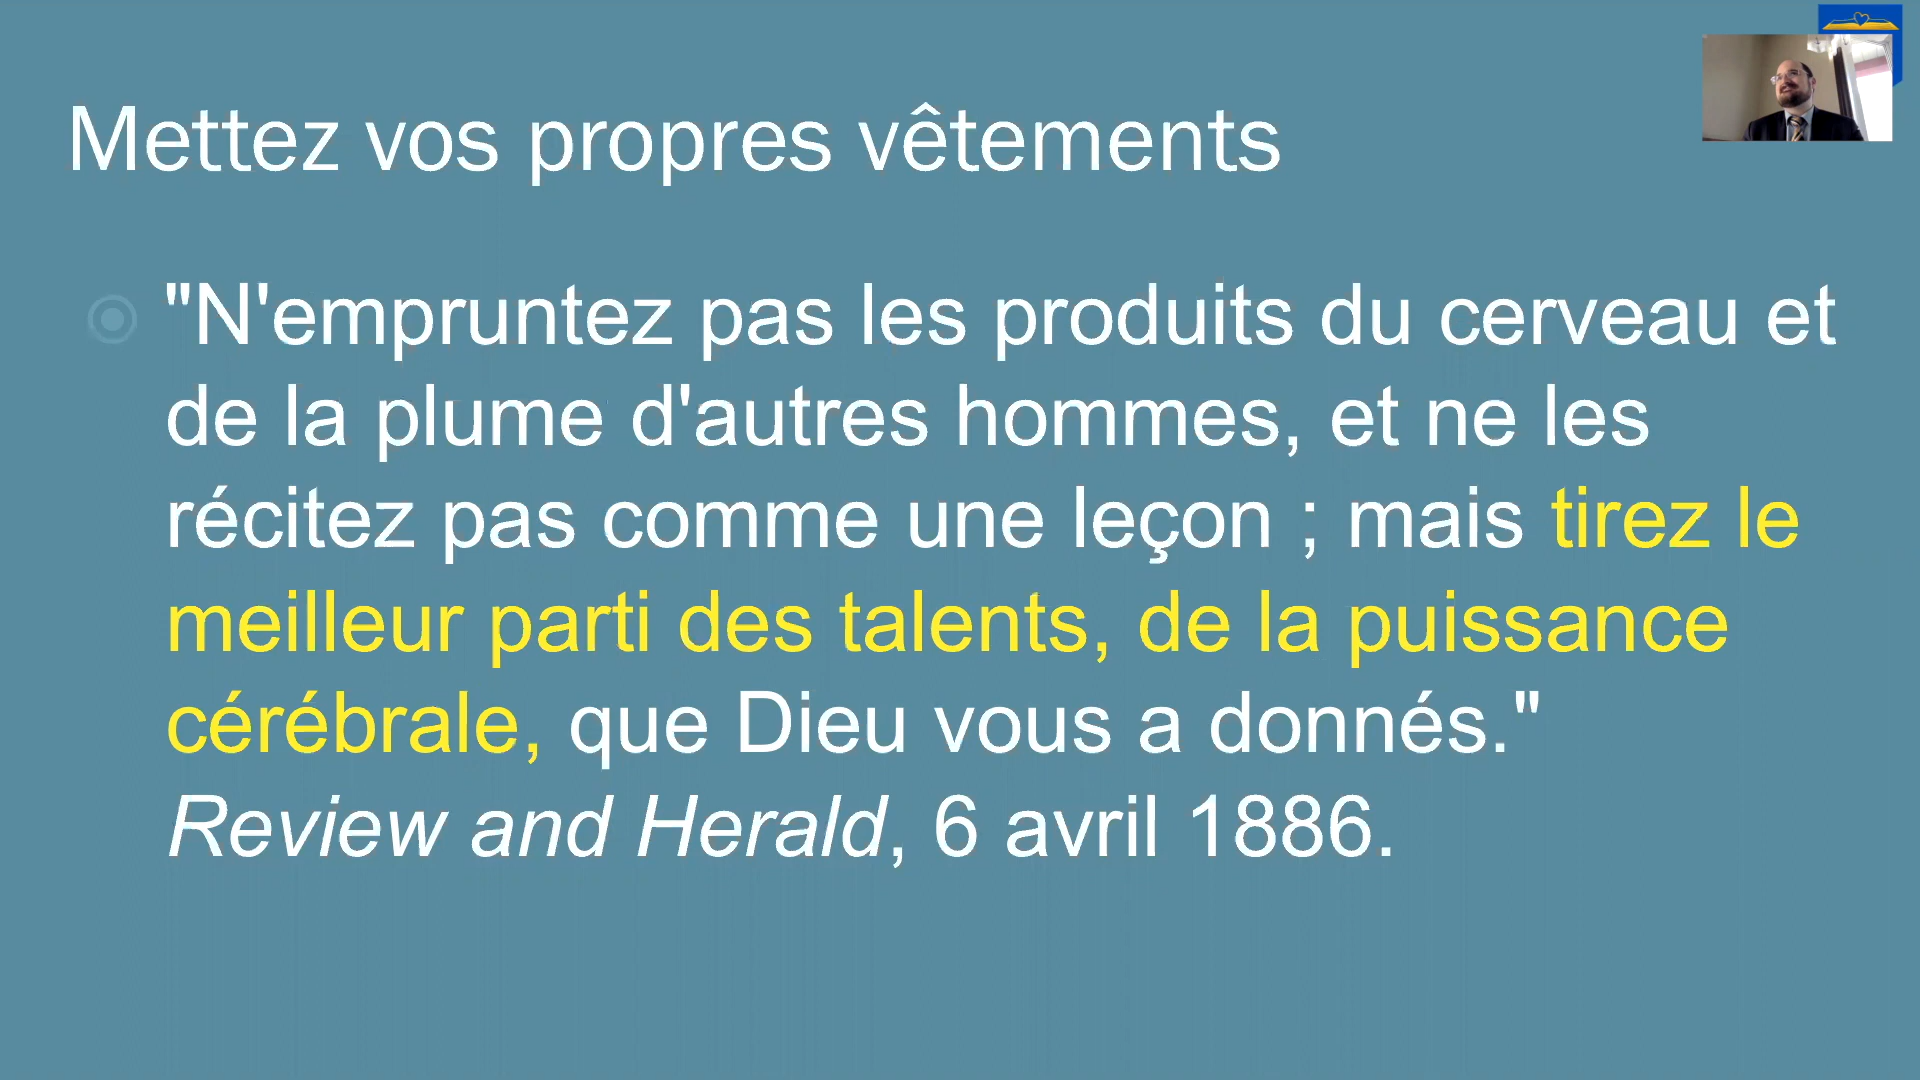 Mettez vos propres vêtements
"N'empruntez pas les produits du cerveau et
de la plume d'autres hommes, et ne les
récitez pas comme une leçon ; mais tirez le
meilleur parti des talents, de la puissance
cérébrale, que Dieu vous a donnés."
Review and Herald, 6 avril 1886.